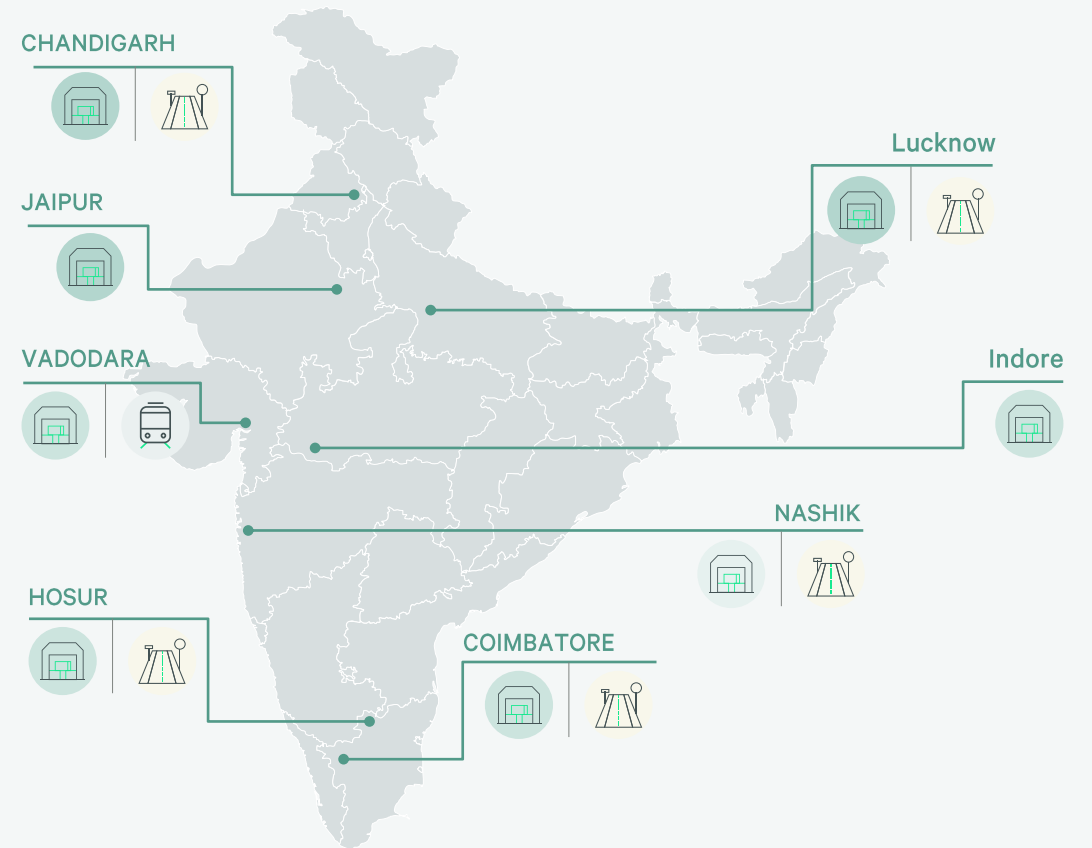 CHANDIGARH
Lucknow
JAIPUR
VADODARA
Indore
NASHIK
HOSUR
COIMBATORE